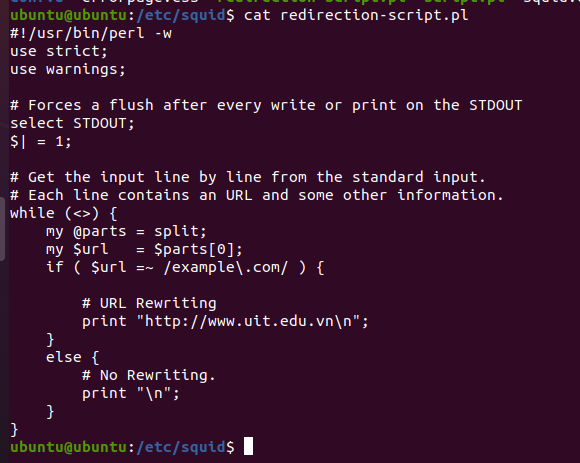 ubuntu@ubuntu:/etc/squid$ cat redirection-script.pl
#!/usr/bin/perl -w
use strict;
use warnings;

# Forces a flush after every write or print on the STDOUT
select STDOUT;
$| = 1;

# Get the input line by line from the standard input.
# Each line contains an URL and some other information.
while (<>) {
    my @parts = split;
    my $url   = $parts[0];
    if ( $url =~ /example\.com/ ) {

        # URL Rewriting
        print "http://www.uit.edu.vn\n";
    }
    else {
        # No Rewriting.
        print "\n";
    }
}
ubuntu@ubuntu:/etc/squid$